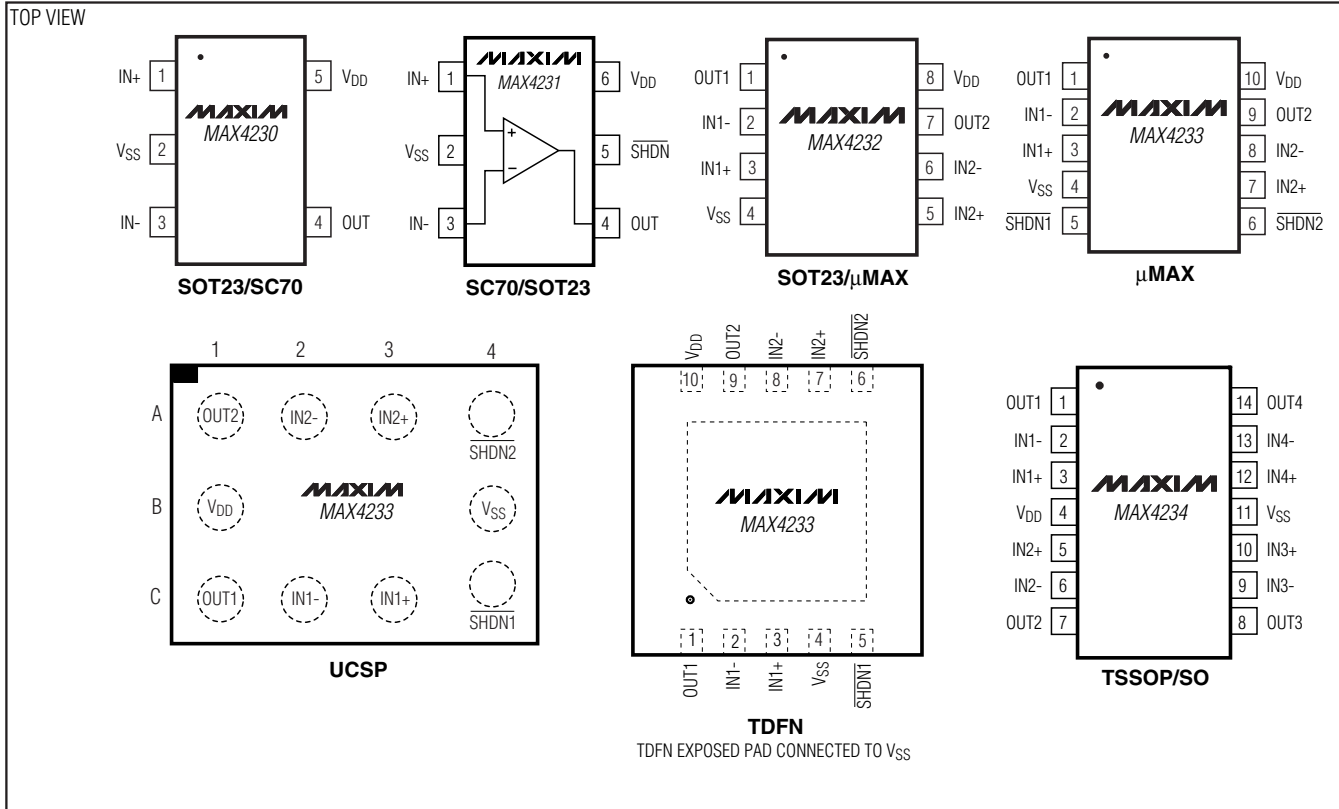 TOP VIEW
IN+ 1
VSS 2
IN- 3
5 VDD
4 OUT
MAXIM
MAX4230
SOT23/SC70
IN+ 1
VSS 2
IN- 3
6 VDD
5 SHDN
4 OUT
MAXIM
MAX4231
+
−
SC70/SOT23
OUT1 1
IN1- 2
IN1+ 3
VSS 4
8 VDD
7 OUT2
6 IN2-
5 IN2+
MAXIM
MAX4232
SOT23/µMAX
OUT1 1
IN1- 2
IN1+ 3
VSS 4
SHDN1 5
10 VDD
9 OUT2
8 IN2-
7 IN2+
6 SHDN2
MAXIM
MAX4233
µMAX
1 2 3 4
A OUT2 IN2- IN2+ SHDN2
MAXIM
MAX4233
B VDD VSS
C OUT1 IN1- IN1+ SHDN1
UCSP
VDD OUT2 IN2- IN2+ SHDN2
10 9 8 7 6
MAXIM
MAX4233
1 2 3 4 5
OUT1 IN1- IN1+ VSS SHDN1
TDFN
TDFN EXPOSED PAD CONNECTED TO VSS
OUT1 1
IN1- 2
IN1+ 3
VDD 4
IN2+ 5
IN2- 6
OUT2 7
14 OUT4
13 IN4-
12 IN4+
11 VSS
10 IN3+
9 IN3-
8 OUT3
MAXIM
MAX4234
TSSOP/SO